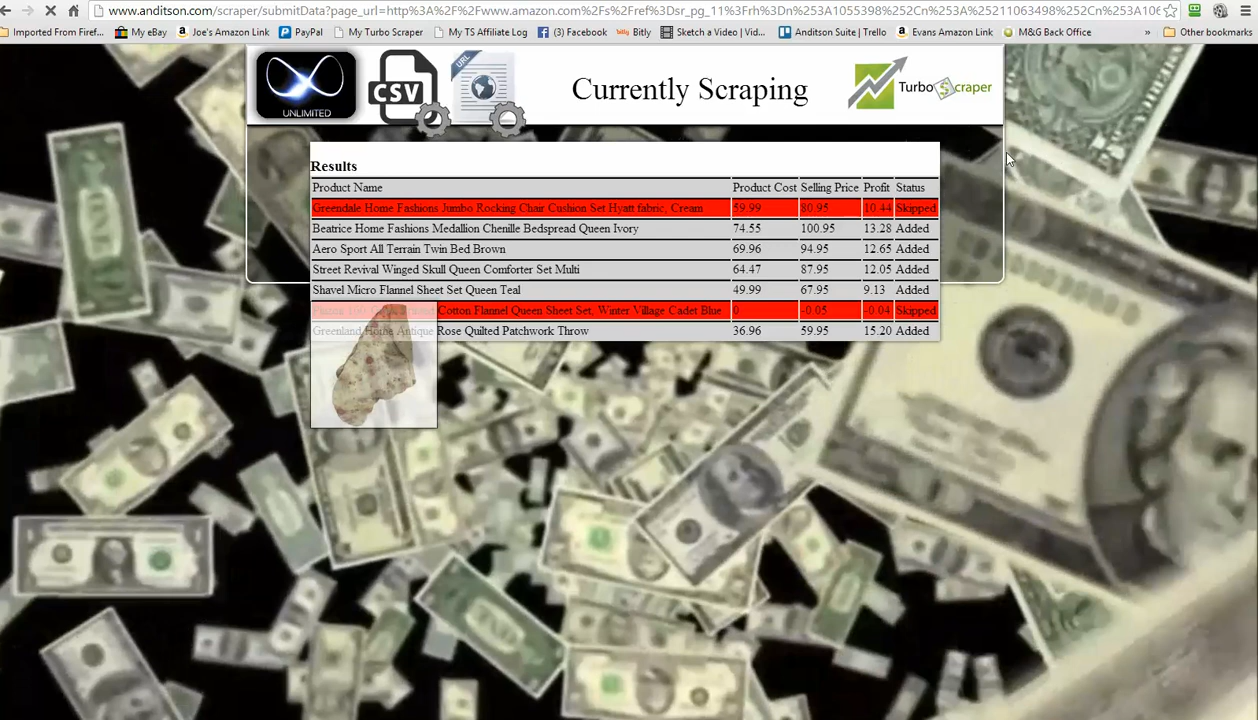 www.anditson.com/scraper/submitData?page_url=http%3A%2F%2Fwww.amazon.com%2Fs%2Fref%3Dsr_pg_11%3Frh%3Dn%253A1055398%252Cn%253A%25211063498%252Cn%253A106
Imported From Firef... My eBay Joe's Amazon Link PayPal My Turbo Scraper My TS Affiliate Log (3) Facebook Bitly Sketch a Video | Vid... Anditson Suite | Trello Evans Amazon Link M&G Back Office » Other bookmarks
UNLIMITED
CSV
URL
Currently Scraping
Turbo $craper
Results
Product Name Product Cost Selling Price Profit Status
Greendale Home Fashions Jumbo Rocking Chair Cushion Set Hyatt fabric, Cream 59.99 80.95 10.44 Skipped
Beatrice Home Fashions Medallion Chenille Bedspread Queen Ivory 74.55 100.95 13.28 Added
Aero Sport All Terrain Twin Bed Brown 69.96 94.95 12.65 Added
Street Revival Winged Skull Queen Comforter Set Multi 64.47 87.95 12.05 Added
Shavel Micro Flannel Sheet Set Queen Teal 49.99 67.95 9.13 Added
Cotton Flannel Queen Sheet Set, Winter Village Cadet Blue 0 -0.05 -0.04 Skipped
Greenland Home Antique Rose Quilted Patchwork Throw 36.96 59.95 15.20 Added